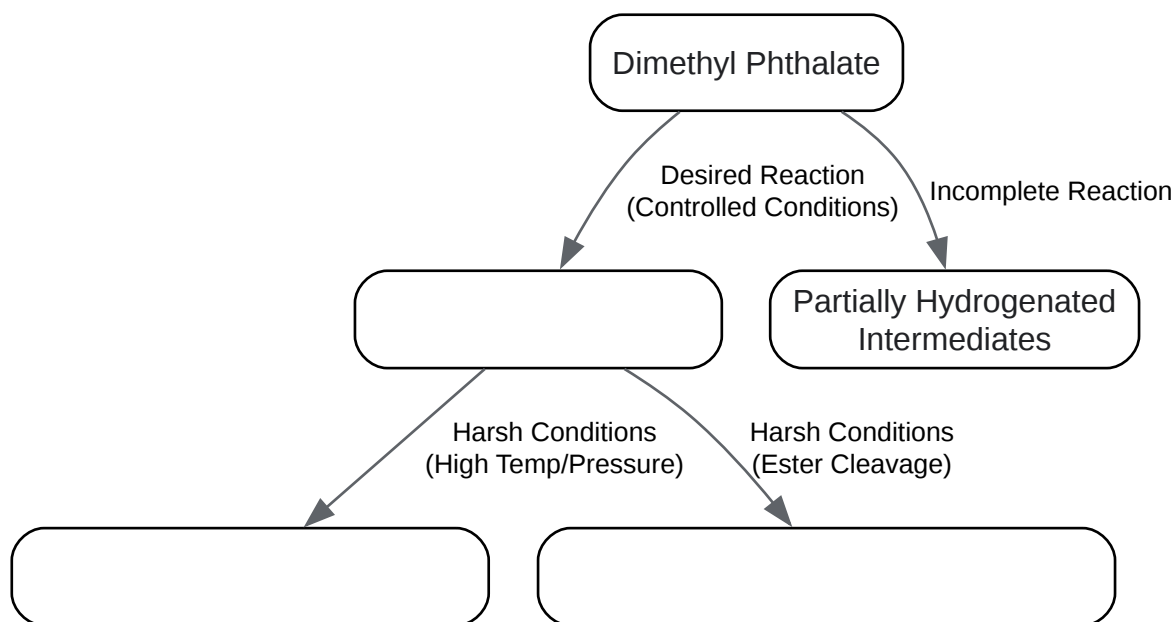 Dimethyl Phthalate
Desired Reaction
(Controlled Conditions)
Incomplete Reaction
Partially Hydrogenated
Intermediates
Harsh Conditions
(High Temp/Pressure)
Harsh Conditions
(Ester Cleavage)